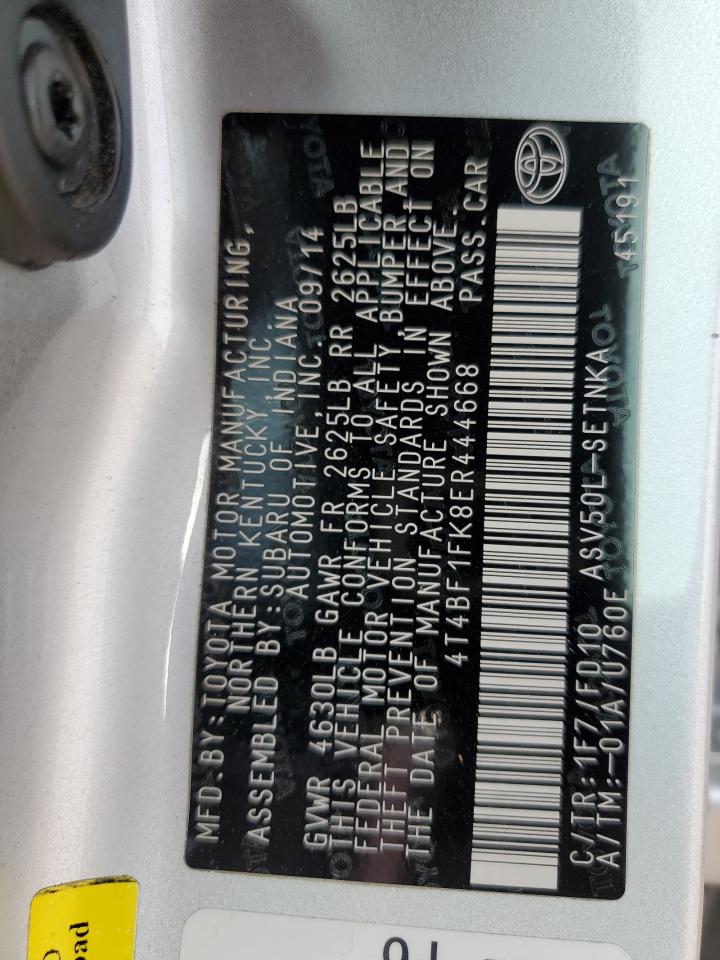 MFD.BY:TOYOTA MOTOR MANUFACTURING,
NORTHERN KENTUCKY, INC.
ASSEMBLED BY:SUBARU OF INDIANA
AUTOMOTIVE, INC. 09/14
GVWR 4630LB GAWR FR 2625LB RR 2625LB
THIS VEHICLE CONFORMS TO ALL APPLICABLE
FEDERAL MOTOR VEHICLE SAFETY, BUMPER AND
THEFT PREVENTION STANDARDS IN EFFECT ON
THE DATE OF MANUFACTURE SHOWN ABOVE.
4T4BF1FK8ER444668 PASS.CAR
C/TR:1F7/FD10 ASV50L-SETNKA
A/TM:-01A/U760E 45191